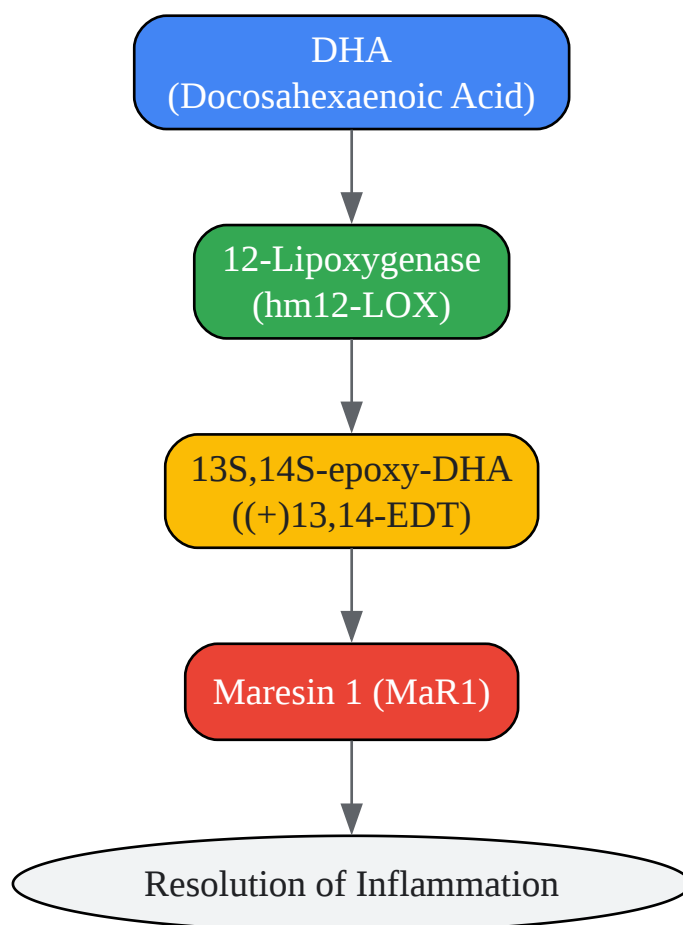 DHA
(Docosahexaenoic Acid)
12-Lipoxygenase
(hm12-LOX)
13S,14S-epoxy-DHA
((+)13,14-EDT)
Maresin 1 (MaR1)
Resolution of Inflammation